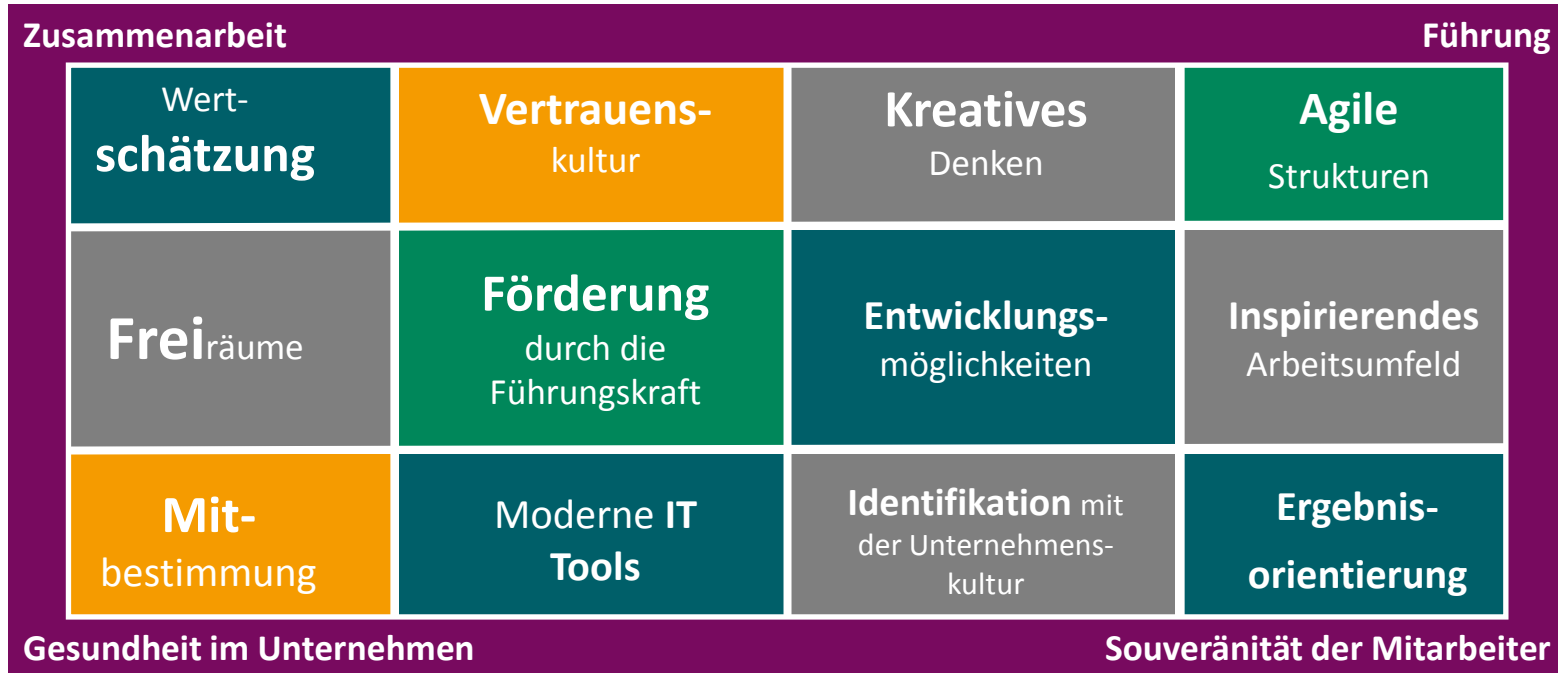 Zusammenarbeit
Führung
Wert-
schätzung
Vertrauens-
kultur
Kreatives
Denken
Agile
Strukturen
Freiräume
Förderung
durch die
Führungskraft
Entwicklungs-
möglichkeiten
Inspirierendes
Arbeitsumfeld
Mit-
bestimmung
Moderne IT
Tools
Identifikation mit
der Unternehmens-
kultur
Ergebnis-
orientierung
Gesundheit im Unternehmen
Souveränität der Mitarbeiter